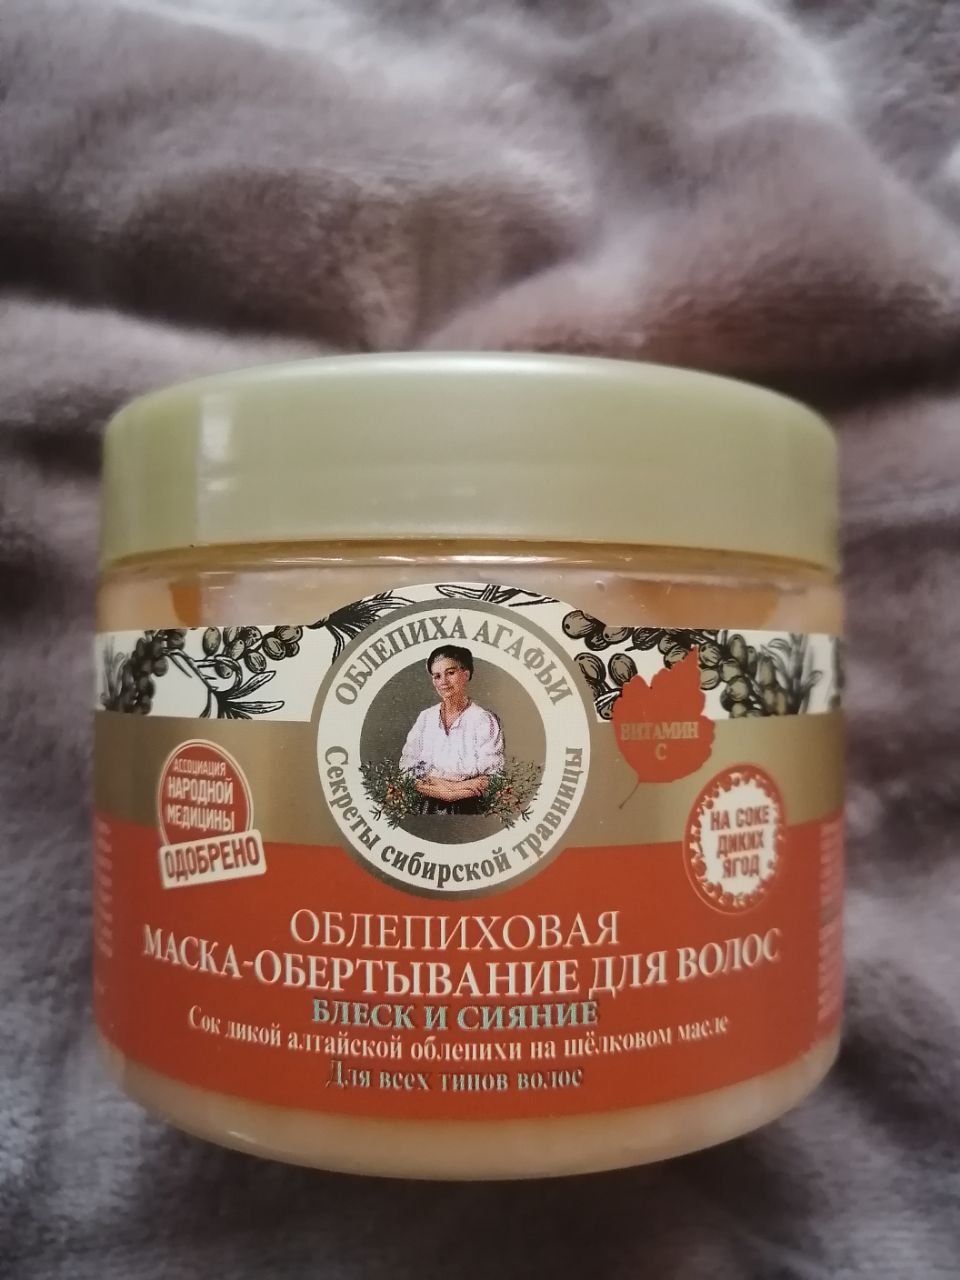 ОБЛЕПИХА АГАФЬИ
Секреты сибирской травницы
ВИТАМИН
С
АССОЦИАЦИЯ
НАРОДНОЙ
МЕДИЦИНЫ
ОДОБРЕНО
НА СОКЕ
ДИКИХ
ЯГОД
ОБЛЕПИХОВАЯ
МАСКА-ОБЕРТЫВАНИЕ ДЛЯ ВОЛОС
БЛЕСК И СИЯНИЕ
Сок дикой алтайской облепихи на шёлковом масле
Для всех типов волос